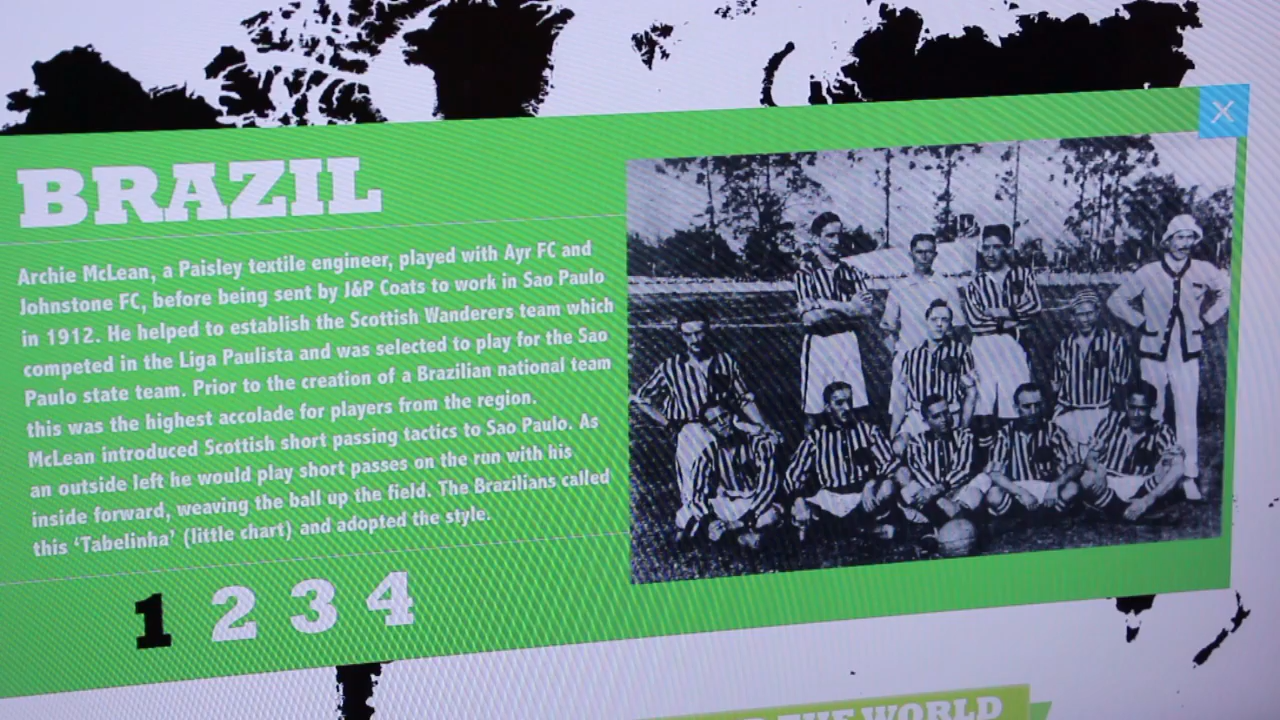 BRAZIL
Archie McLean, a Paisley textile engineer, played with Ayr FC and
Johnstone FC, before being sent by J&P Coats to work in Sao Paulo
in 1912. He helped to establish the Scottish Wanderers team which
competed in the Liga Paulista and was selected to play for the Sao
Paulo state team. Prior to the creation of a Brazilian national team
this was the highest accolade for players from the region.
McLean introduced Scottish short passing tactics to Sao Paulo. As
an outside left he would play short passes on the run with his
inside forward, weaving the ball up the field. The Brazilians called
this ‘Tabelinha’ (little chart) and adopted the style.
1 2 3 4
THE WORLD